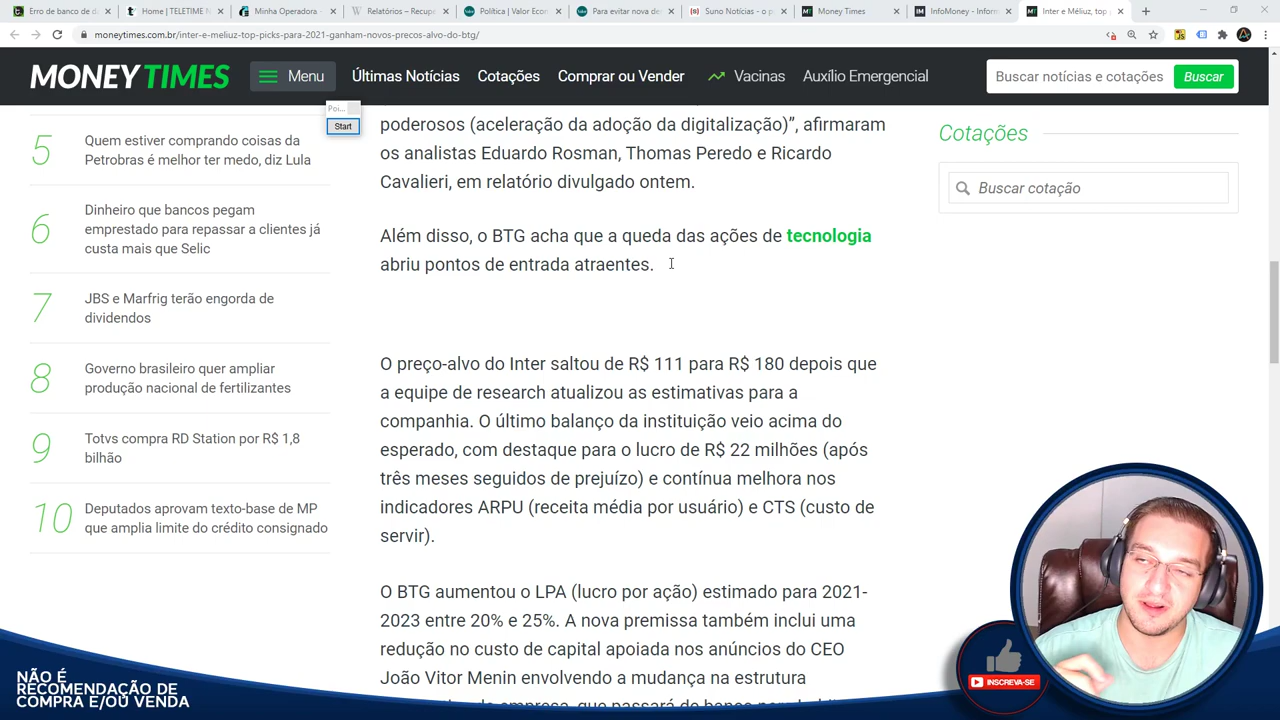 Erro de banco de d
Home | TELETIME N
Minha Operadora -
Relatórios – Recupe
Política | Valor Econ
Para evitar nova de
Suno Notícias - o p
Money Times
InfoMoney - Inform
Inter e Méliuz, top p
moneytimes.com.br/inter-e-meliuz-top-picks-para-2021-ganham-novos-precos-alvo-do-btg/
MONEY TIMES
Menu
Últimas Notícias
Cotações
Comprar ou Vender
Vacinas
Auxílio Emergencial
Buscar notícias e cotações
Buscar
Poi...
Start
5
Quem estiver comprando coisas da
Petrobras é melhor ter medo, diz Lula
6
Dinheiro que bancos pegam
emprestado para repassar a clientes já
custa mais que Selic
7
JBS e Marfrig terão engorda de
dividendos
8
Governo brasileiro quer ampliar
produção nacional de fertilizantes
9
Totvs compra RD Station por R$ 1,8
bilhão
10
Deputados aprovam texto-base de MP
que amplia limite do crédito consignado
poderosos (aceleração da adoção da digitalização)”, afirmaram
os analistas Eduardo Rosman, Thomas Peredo e Ricardo
Cavalieri, em relatório divulgado ontem.
Além disso, o BTG acha que a queda das ações de tecnologia
abriu pontos de entrada atraentes.
O preço-alvo do Inter saltou de R$ 111 para R$ 180 depois que
a equipe de research atualizou as estimativas para a
companhia. O último balanço da instituição veio acima do
esperado, com destaque para o lucro de R$ 22 milhões (após
três meses seguidos de prejuízo) e contínua melhora nos
indicadores ARPU (receita média por usuário) e CTS (custo de
servir).
O BTG aumentou o LPA (lucro por ação) estimado para 2021-
2023 entre 20% e 25%. A nova premissa também inclui uma
redução no custo de capital apoiada nos anúncios do CEO
João Vitor Menin envolvendo a mudança na estrutura
Cotações
Buscar cotação
INSCREVA-SE
NÃO É
RECOMENDAÇÃO DE
COMPRA E/OU VENDA